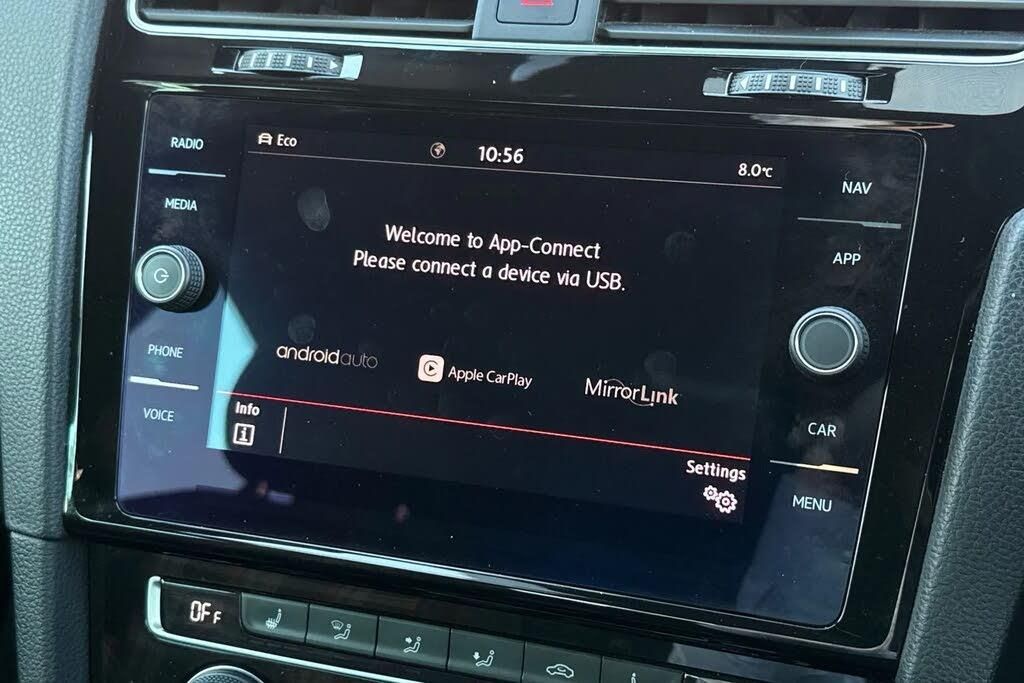 RADIO
MEDIA
PHONE
VOICE
Eco
10:56
8.0°C
Welcome to App-Connect
Please connect a device via USB.
androidauto
Apple CarPlay
MirrorLink
Info
i
Settings
NAV
APP
CAR
MENU
OFF